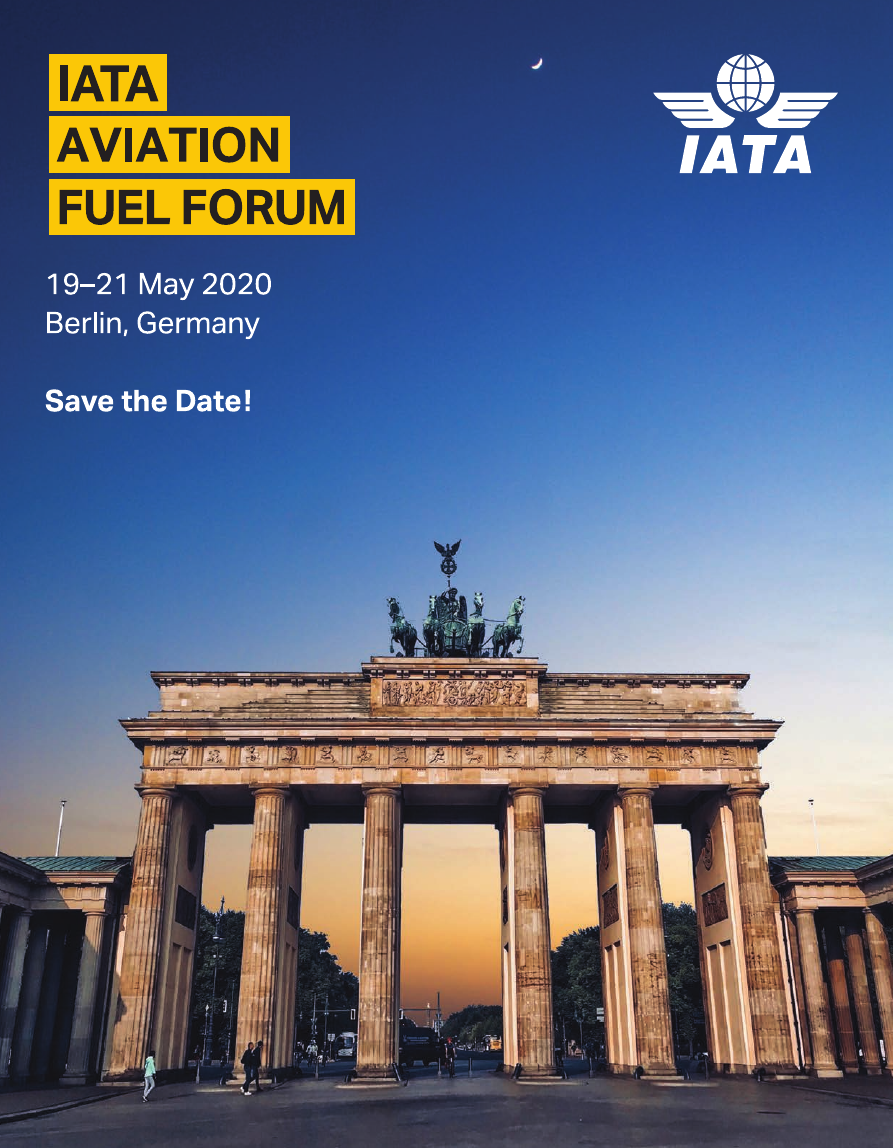 IATA
AVIATION
FUEL FORUM
IATA
19–21 May 2020
Berlin, Germany
Save the Date!